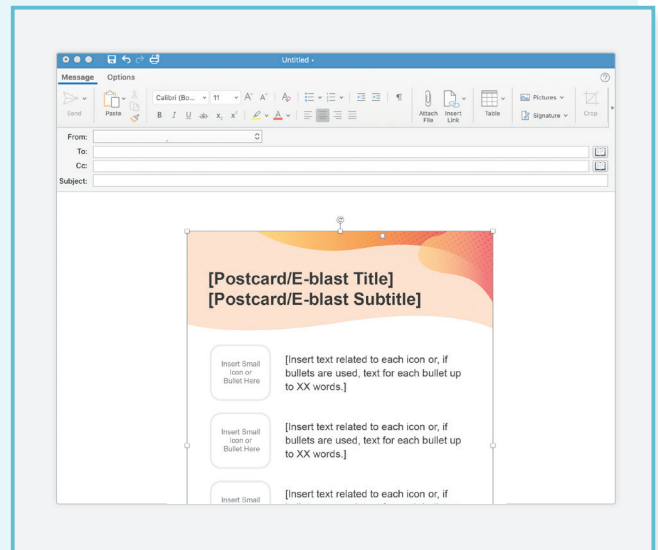 Untitled
Message Options
Send
Paste
Calibri (Bo... 11
Attach File
Insert Link
Table
Pictures
Signature
Crop
From:
To:
Cc:
Subject:
[Postcard/E-blast Title]
[Postcard/E-blast Subtitle]
Insert Small
Icon or
Bullet Here
[Insert text related to each icon or, if
bullets are used, text for each bullet up
to XX words.]
Insert Small
Icon or
Bullet Here
[Insert text related to each icon or, if
bullets are used, text for each bullet up
to XX words.]
Insert Small
[Insert text related to each icon or, if